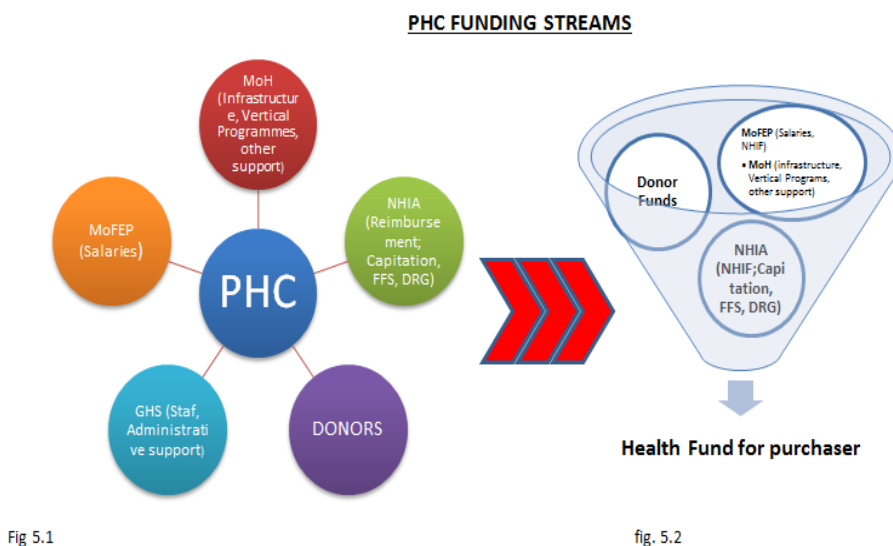 PHC FUNDING STREAMS
MoH
(Infrastructur
e, Vertical
Programmes,
other
support)
MoFEP
(Salaries)
NHIA
(Reimburse
ment;
Capitation,
FFS, DRG)
PHC
GHS (Staf,
Administrati
ve support)
DONORS
Donor
Funds
MoFEP (Salaries,
NHIF)
• MoH (infrastructure,
Vertical Programs,
other support)
NHIA
(NHIF;Capi
tation,
FFS, DRG)
Health Fund for purchaser
Fig 5.1
fig. 5.2